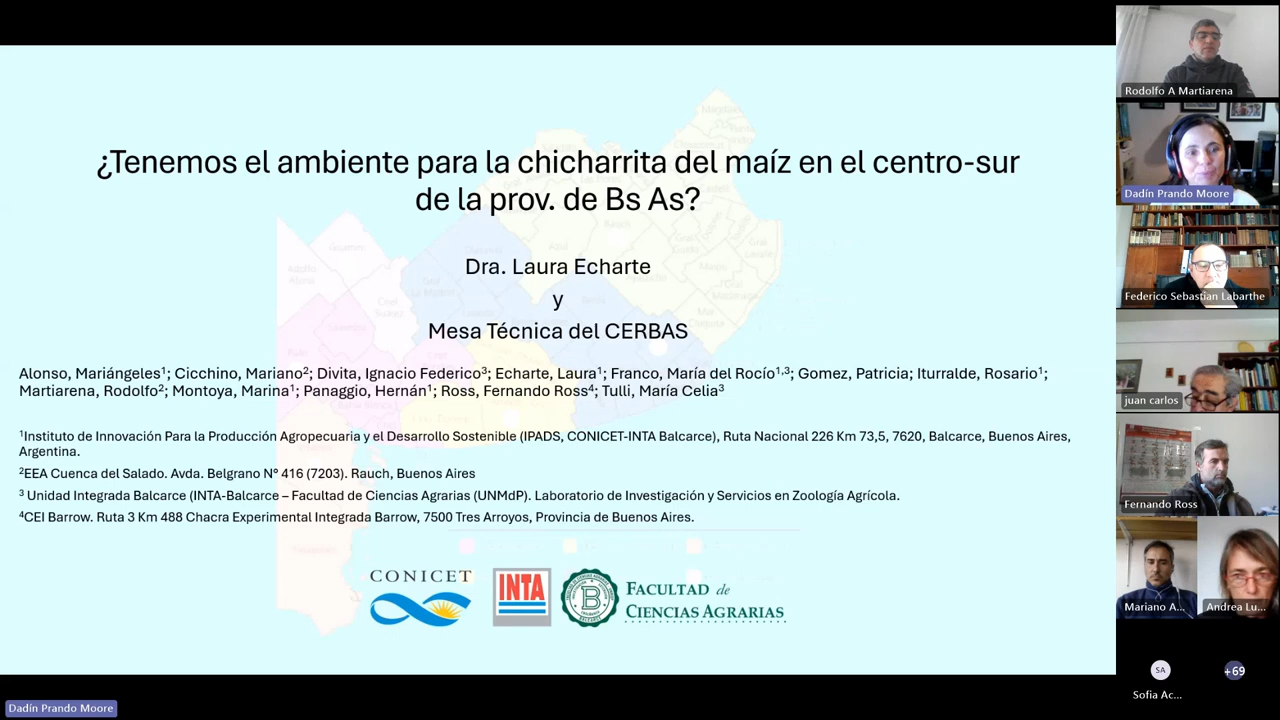 ¿Tenemos el ambiente para la chicharrita del maíz en el centro-sur
de la prov. de Bs As?
Dra. Laura Echarte
y
Mesa Técnica del CERBAS
Alonso, Mariángeles¹; Cicchino, Mariano²; Divita, Ignacio Federico³; Echarte, Laura¹; Franco, María del Rocío¹,³; Gomez, Patricia; Iturralde, Rosario¹;
Martiarena, Rodolfo²; Montoya, Marina¹; Panaggio, Hernán¹; Ross, Fernando Ross⁴; Tulli, María Celia³
¹Instituto de Innovación Para la Producción Agropecuaria y el Desarrollo Sostenible (IPADS, CONICET-INTA Balcarce), Ruta Nacional 226 Km 73,5, 7620, Balcarce, Buenos Aires,
Argentina.
²EEA Cuenca del Salado. Avda. Belgrano N° 416 (7203). Rauch, Buenos Aires
³ Unidad Integrada Balcarce (INTA-Balcarce – Facultad de Ciencias Agrarias (UNMdP). Laboratorio de Investigación y Servicios en Zoología Agrícola.
⁴CEI Barrow. Ruta 3 Km 488 Chacra Experimental Integrada Barrow, 7500 Tres Arroyos, Provincia de Buenos Aires.
CONICET
INTA
B
FACULTAD de
CIENCIAS AGRARIAS
Rodolfo A Martiarena
Dadín Prando Moore
Federico Sebastian Labarthe
juan carlos
Fernando Ross
Mariano A...
Andrea Lu...
SA
+69
Sofia Ac...
Dadín Prando Moore